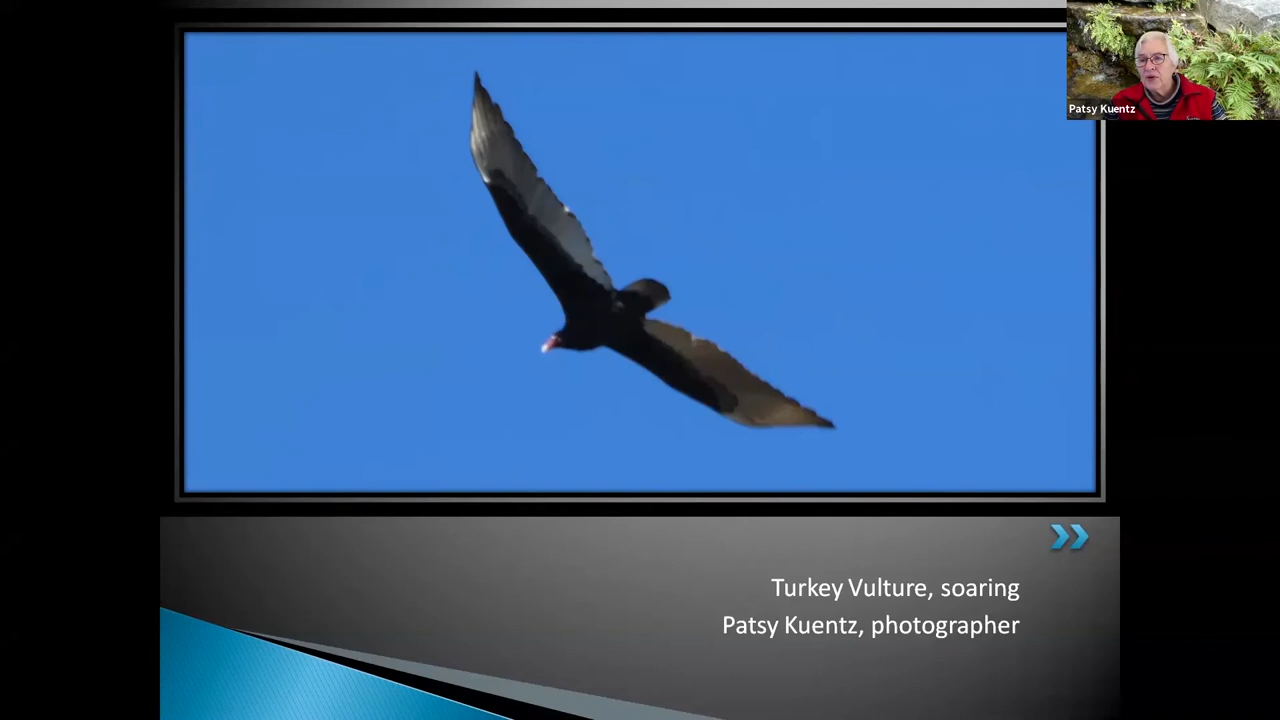 Patsy Kuentz
Turkey Vulture, soaring
Patsy Kuentz, photographer